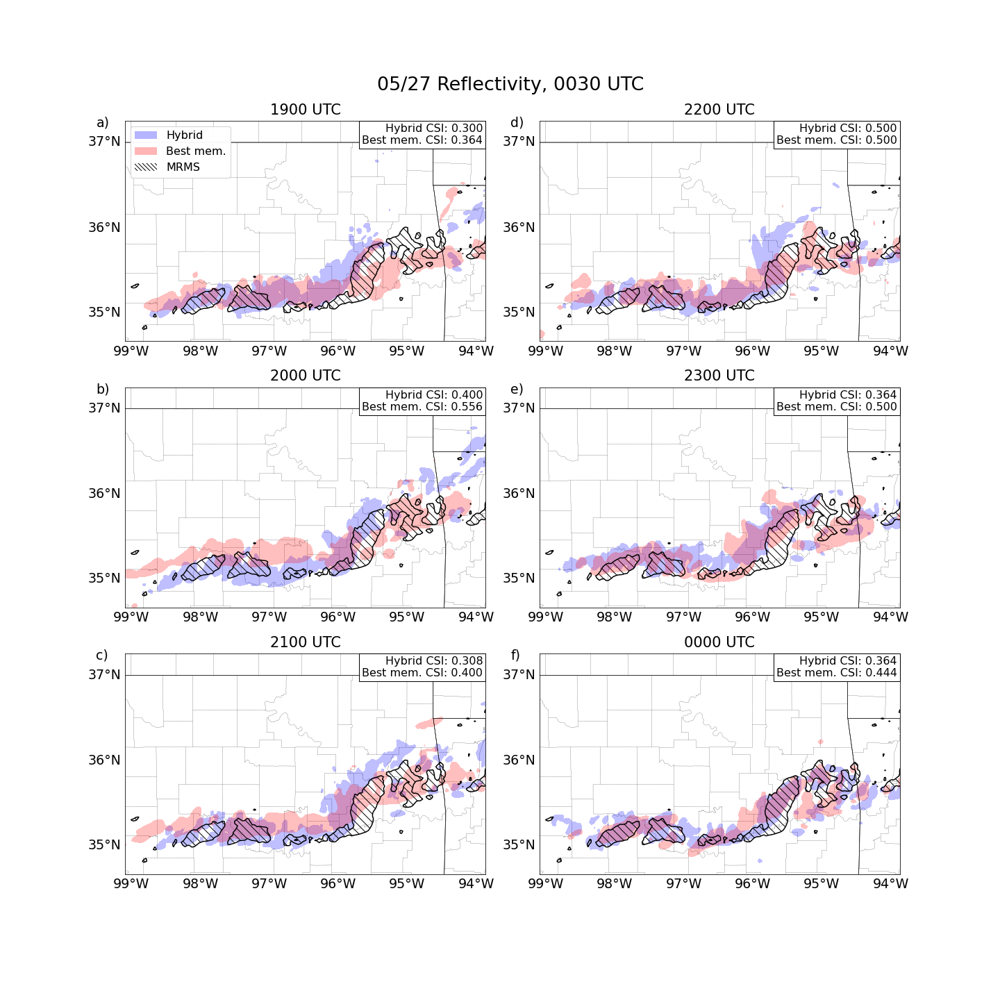 05/27 Reflectivity, 0030 UTC
a)
1900 UTC
Hybrid
Best mem.
MRMS
Hybrid CSI: 0.300
Best mem. CSI: 0.364
37°N
36°N
35°N
99°W 98°W 97°W 96°W 95°W 94°W
d)
2200 UTC
Hybrid CSI: 0.500
Best mem. CSI: 0.500
37°N
36°N
35°N
99°W 98°W 97°W 96°W 95°W 94°W
b)
2000 UTC
Hybrid CSI: 0.400
Best mem. CSI: 0.556
37°N
36°N
35°N
99°W 98°W 97°W 96°W 95°W 94°W
e)
2300 UTC
Hybrid CSI: 0.364
Best mem. CSI: 0.500
37°N
36°N
35°N
99°W 98°W 97°W 96°W 95°W 94°W
c)
2100 UTC
Hybrid CSI: 0.308
Best mem. CSI: 0.400
37°N
36°N
35°N
99°W 98°W 97°W 96°W 95°W 94°W
f)
0000 UTC
Hybrid CSI: 0.364
Best mem. CSI: 0.444
37°N
36°N
35°N
99°W 98°W 97°W 96°W 95°W 94°W